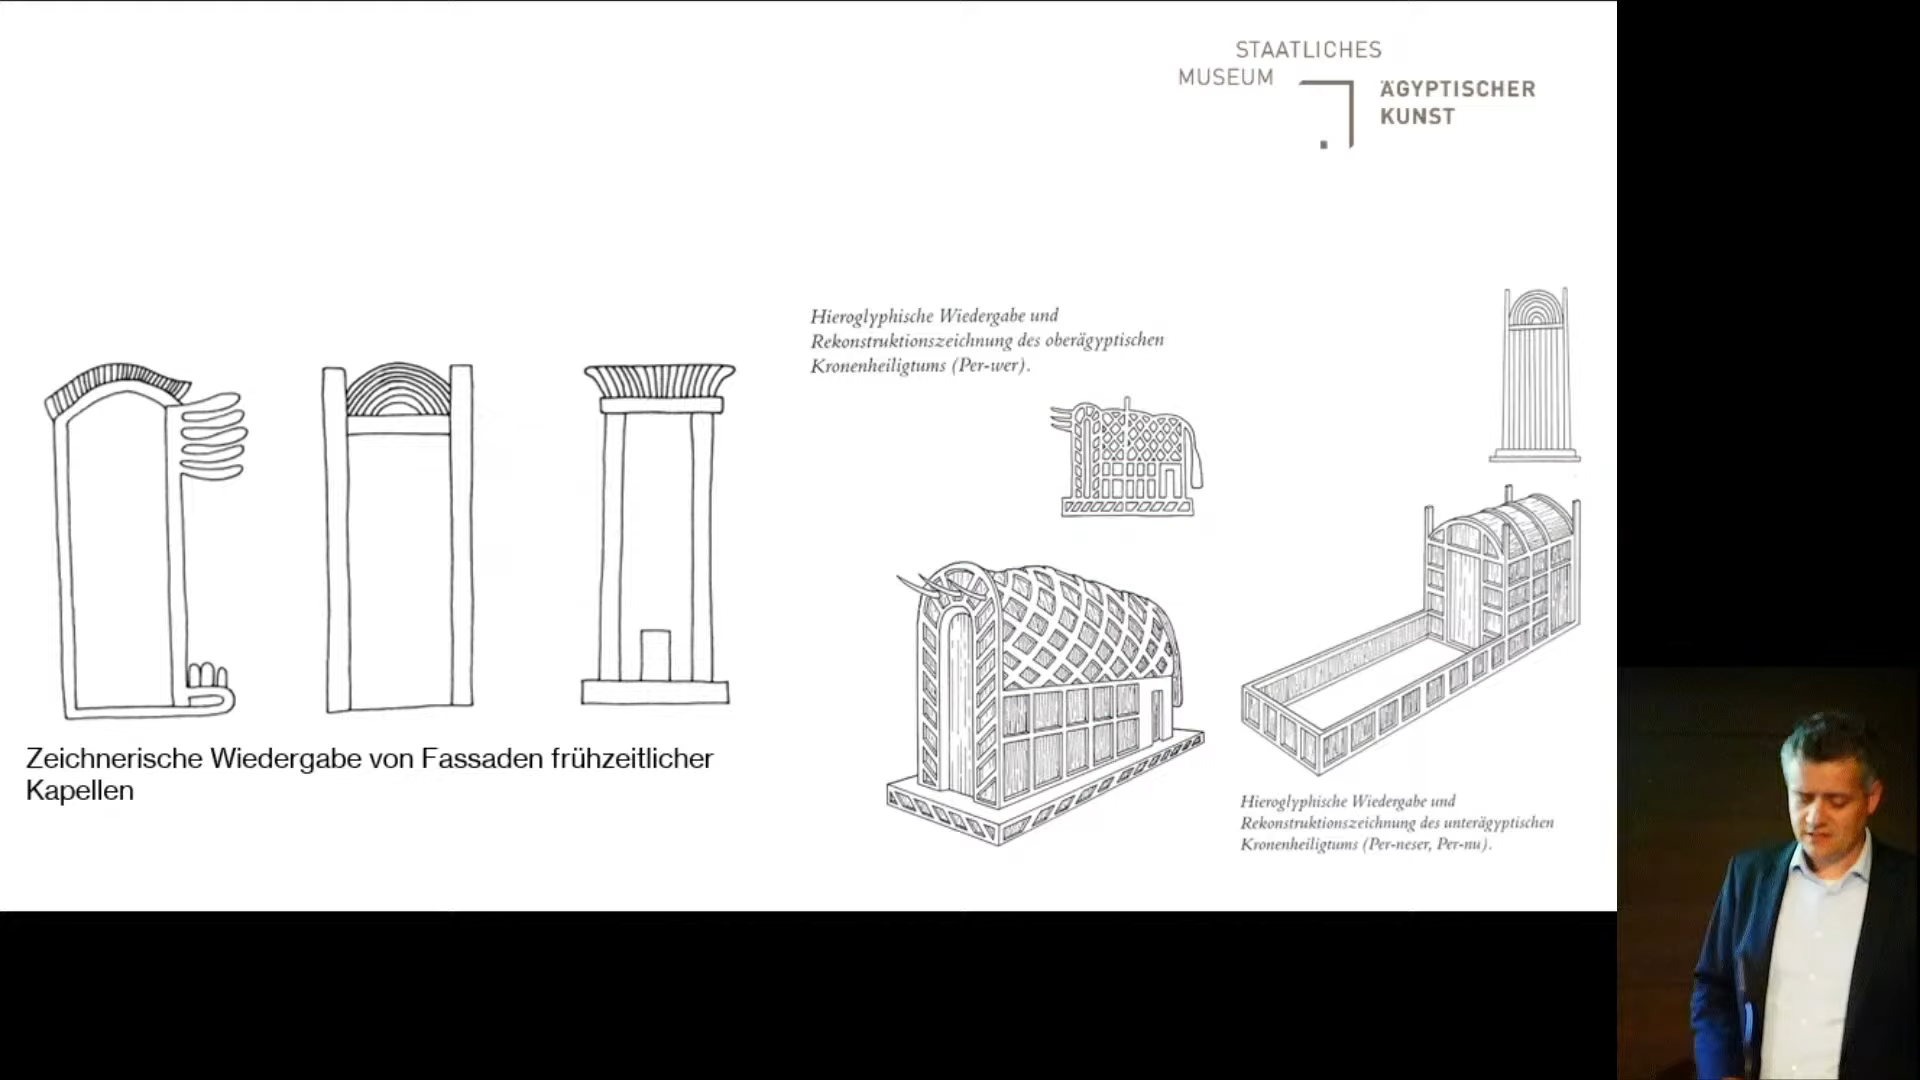 STAATLICHES
MUSEUM
ÄGYPTISCHER
KUNST
Hieroglyphische Wiedergabe und
Rekonstruktionszeichnung des oberägyptischen
Kronenheiligtums (Per-wer).
Zeichnerische Wiedergabe von Fassaden frühzeitlicher
Kapellen
Hieroglyphische Wiedergabe und
Rekonstruktionszeichnung des unterägyptischen
Kronenheiligtums (Per-neser, Per-nu).